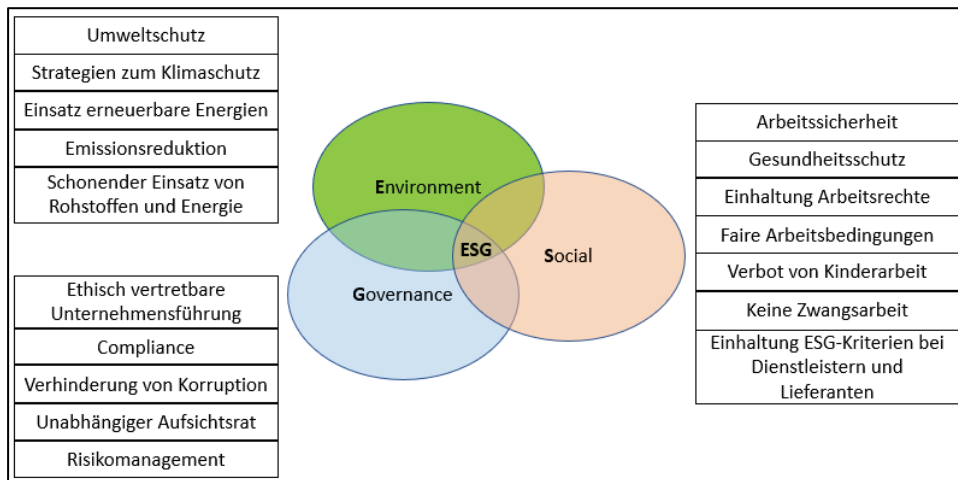 Umweltschutz
Strategien zum Klimaschutz
Einsatz erneuerbare Energien
Emissionsreduktion
Schonender Einsatz von
Rohstoffen und Energie
Ethisch vertretbare
Unternehmensführung
Compliance
Verhinderung von Korruption
Unabhängiger Aufsichtsrat
Risikomanagement
Environment
ESG
Social
Governance
Arbeitssicherheit
Gesundheitsschutz
Einhaltung Arbeitsrechte
Faire Arbeitsbedingungen
Verbot von Kinderarbeit
Keine Zwangsarbeit
Einhaltung ESG-Kriterien bei
Dienstleistern und
Lieferanten